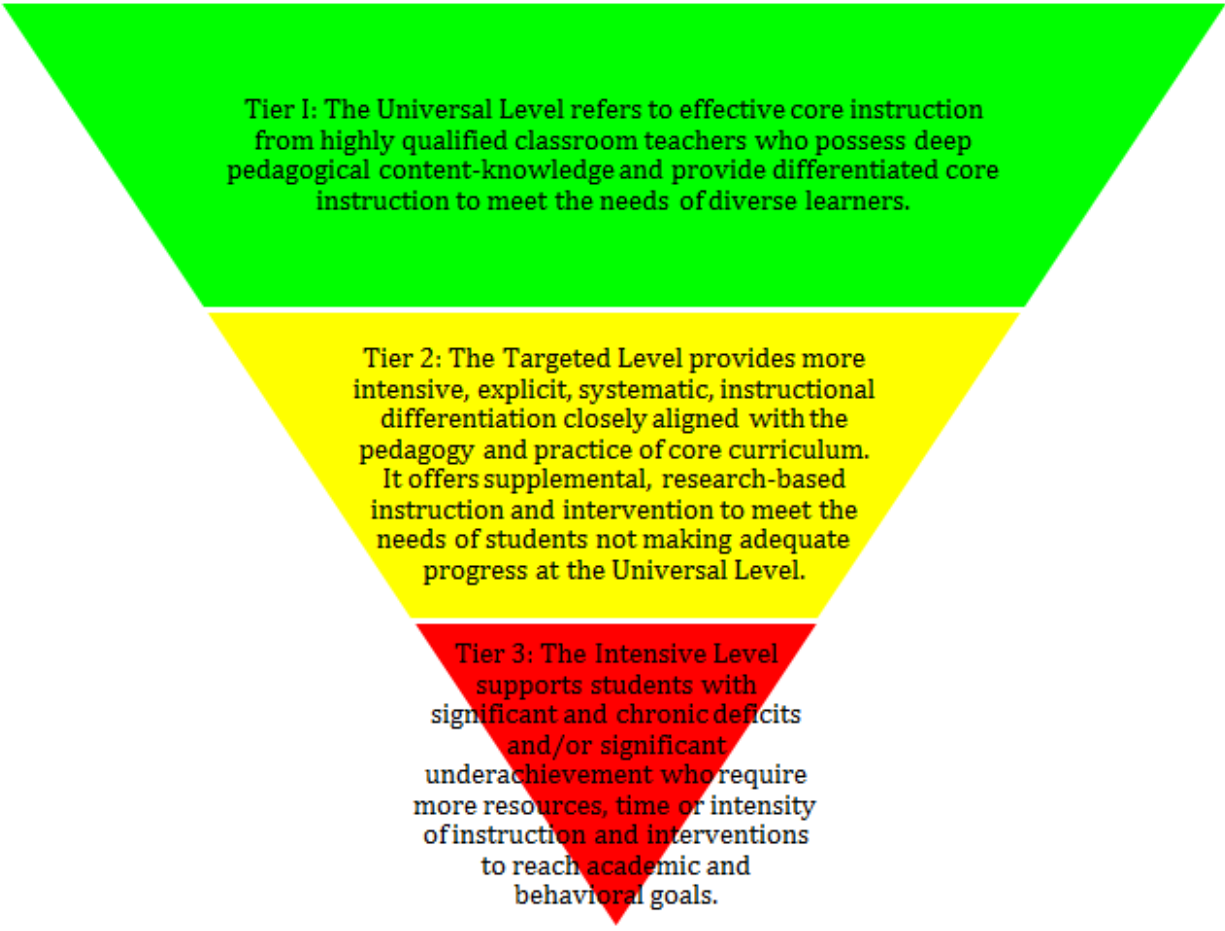 Tier I: The Universal Level refers to effective core instruction
from highly qualified classroom teachers who possess deep
pedagogical content-knowledge and provide differentiated core
instruction to meet the needs of diverse learners.
Tier 2: The Targeted Level provides more
intensive, explicit, systematic, instructional
differentiation closely aligned with the
pedagogy and practice of core curriculum.
It offers supplemental, research-based
instruction and intervention to meet the
needs of students not making adequate
progress at the Universal Level.
Tier 3: The Intensive Level
supports students with
significant and chronic deficits
and/or significant
underachievement who require
more resources, time or intensity
of instruction and interventions
to reach academic and
behavioral goals.